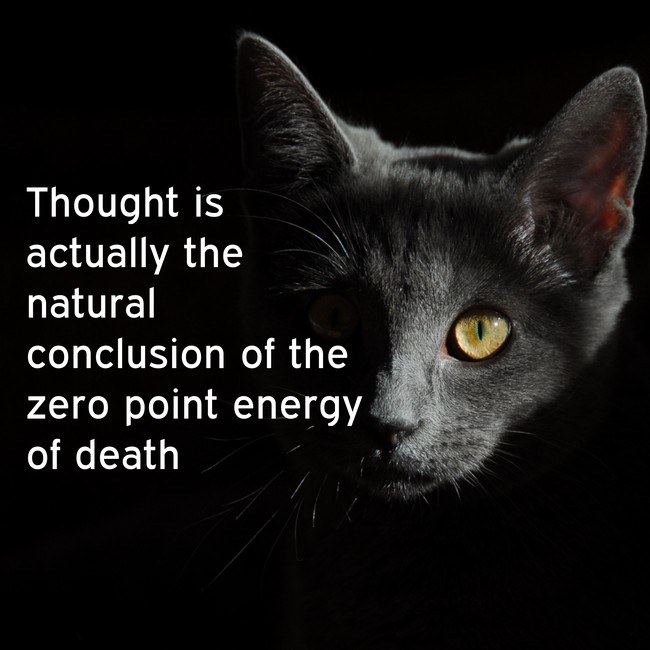 Thought is
actually the
natural
conclusion of the
zero point energy
of death